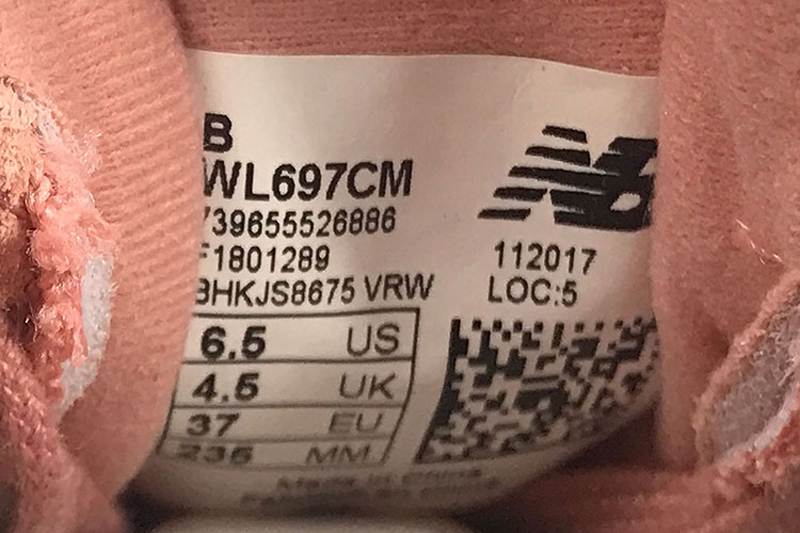 B
WL697CM
739655526886
F1801289
BHKJS8675 VRW
NB
112017
LOC:5
6.5 US
4.5 UK
37 EU
235 MM
Made in China